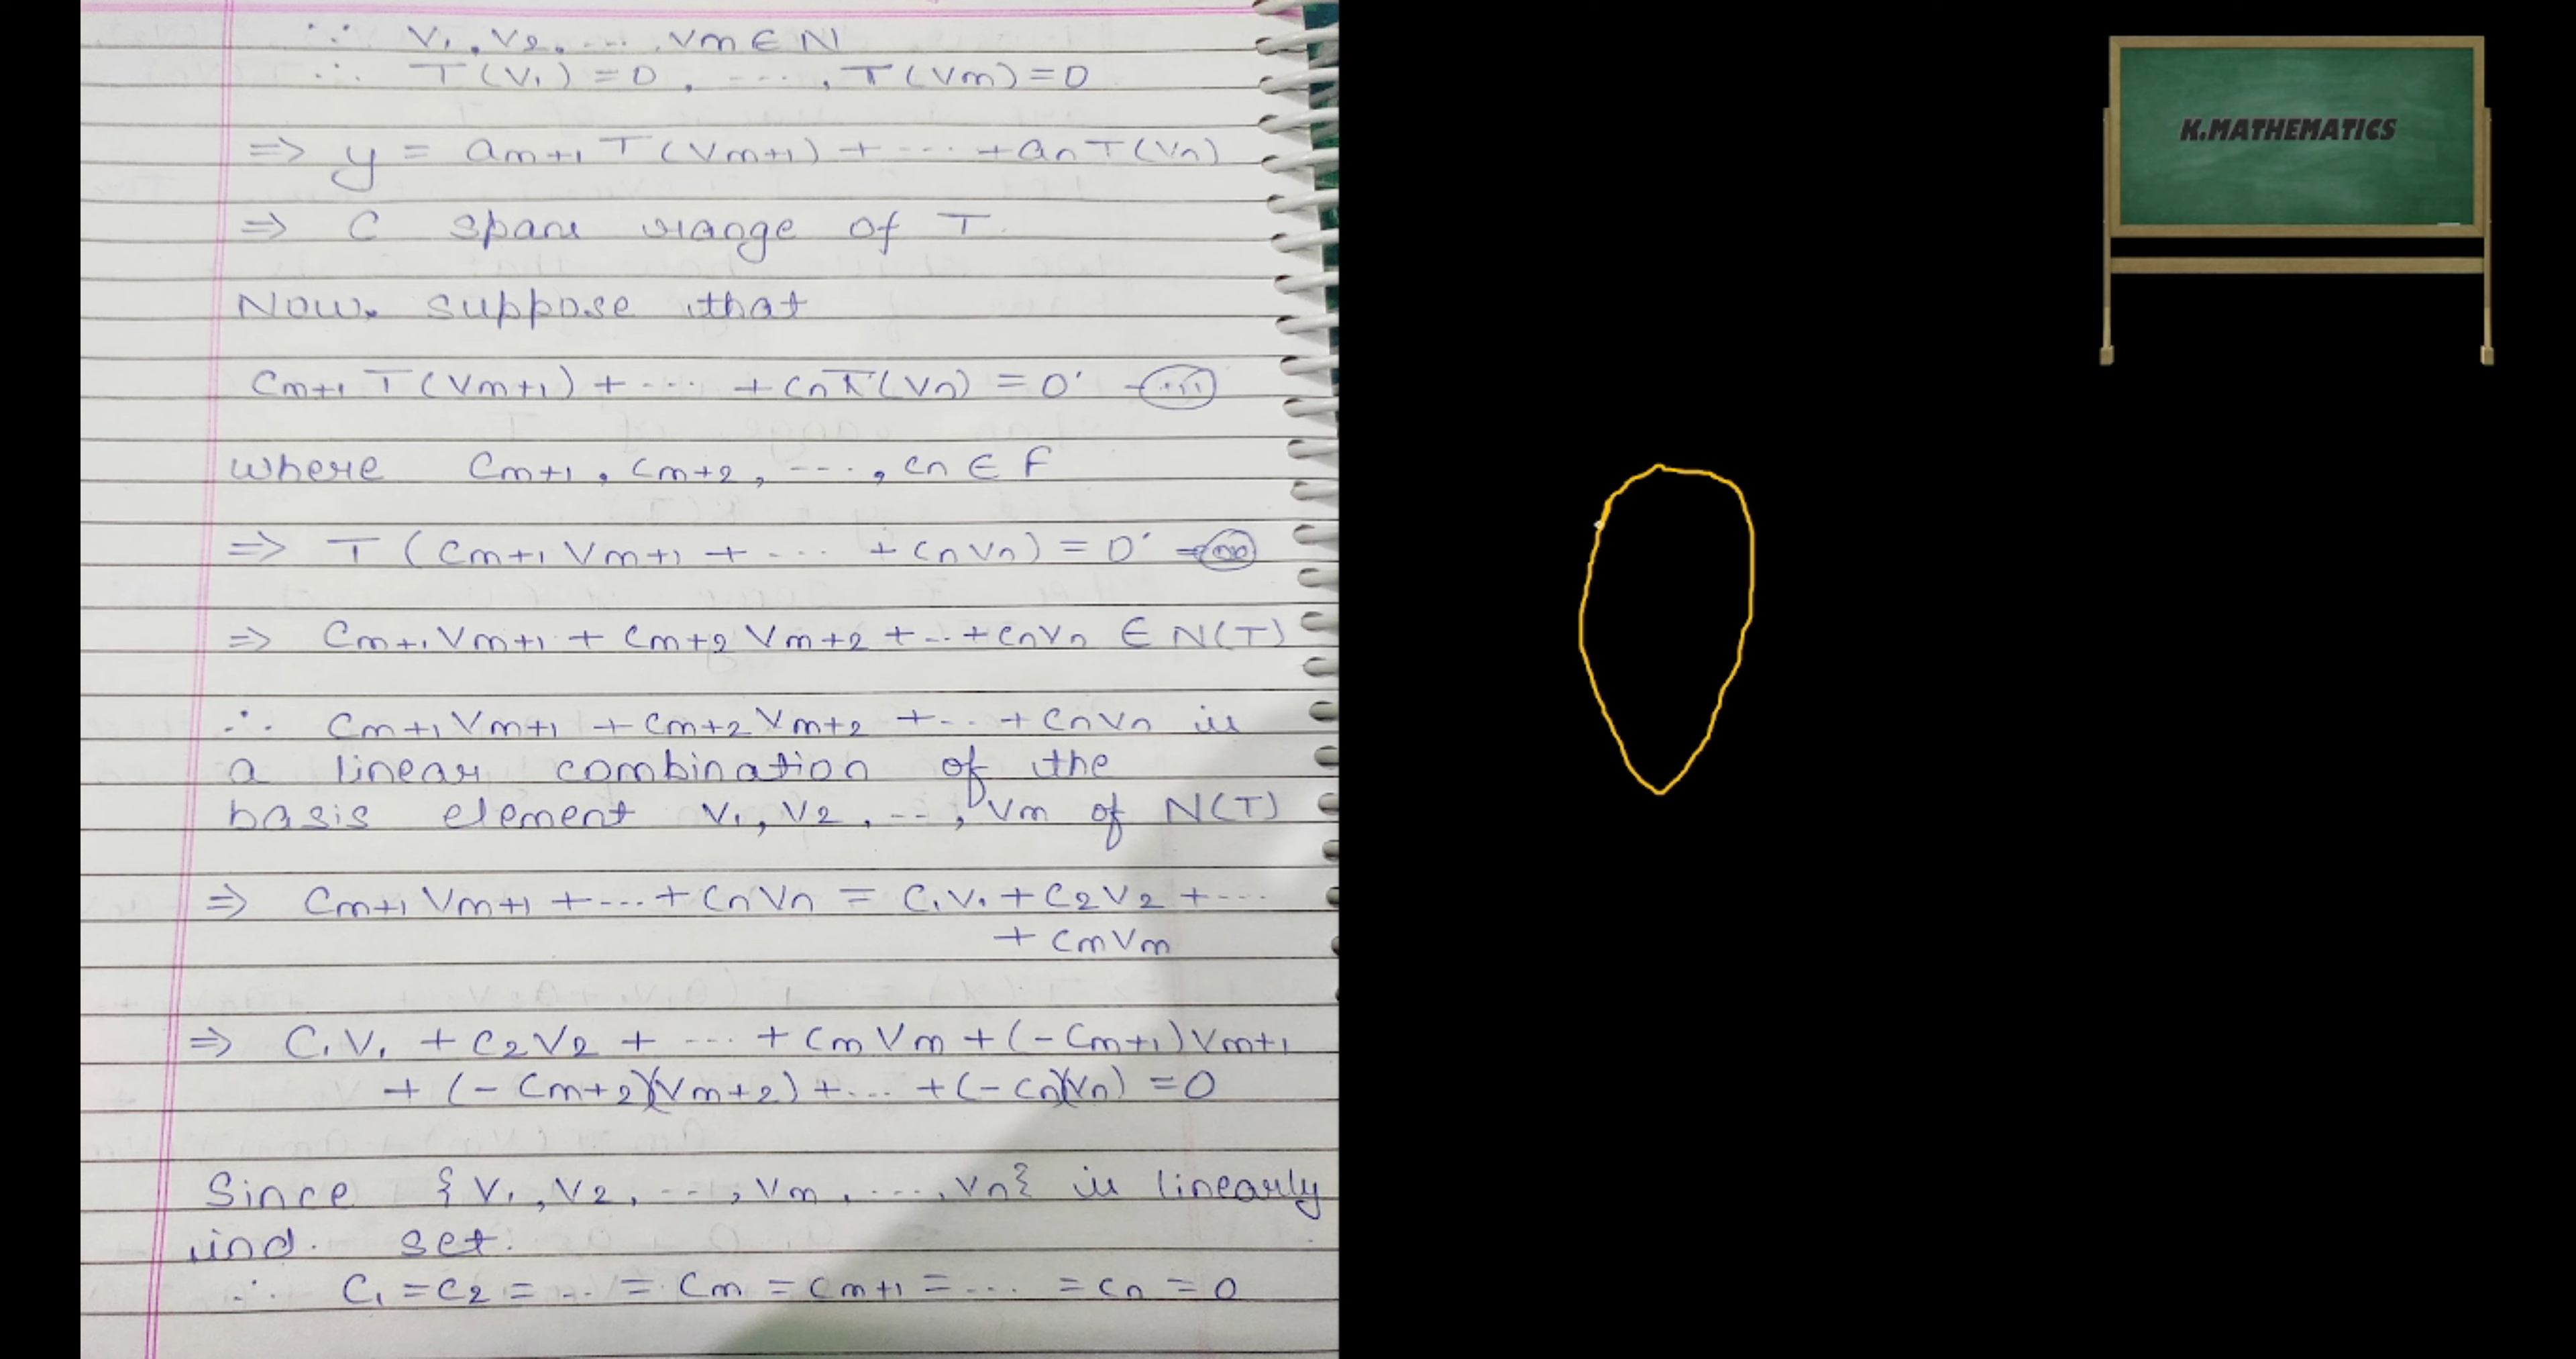 ∵ V1, V2, ...., Vm ∈ N
∴ T(V1) = 0, ...., T(Vm) = 0
=> y = am+1 T(Vm+1) + .... + an T(Vn)
=> C spans range of T.
Now, suppose that
Cm+1 T(Vm+1) + .... + cn T(Vn) = 0'
where Cm+1, Cm+2, ...., cn ∈ F
=> T(Cm+1 Vm+1 + .... + cn Vn) = 0'
=> Cm+1 Vm+1 + Cm+2 Vm+2 + ... + cn Vn ∈ N(T)
∴ Cm+1 Vm+1 + cm+2 Vm+2 + ... + cn Vn is
a linear combination of the
basis element V1, V2, ..., Vm of N(T)
=> Cm+1 Vm+1 + .... + cn Vn = C1V1 + C2V2 + ....
+ cmVm
=> C1V1 + C2V2 + .... + cm Vm + (-Cm+1)Vm+1
+ (-Cm+2)(Vm+2) + .... + (-cn)(Vn) = 0
Since {V1, V2, ..., Vm, ...., Vn} is linearly
ind. set.
∴ C1 = C2 = ... = Cm = Cm+1 = .... = cn = 0
K.MATHEMATICS